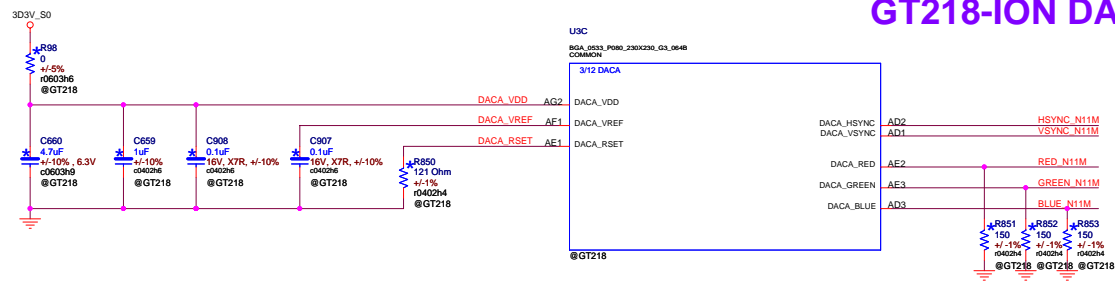 GT218-ION DA
3D3V_S0
R98
0
+/-5%
r0603h6
@GT218
C660
4.7uF
+/-10% , 6.3V
c0603h9
@GT218
C659
1uF
+/-10%
c0402h6
@GT218
C908
0.1uF
16V, X7R, +/-10%
c0402h6
@GT218
C907
0.1uF
16V, X7R, +/-10%
c0402h6
@GT218
R850
121 Ohm
+/-1%
r0402h4
@GT218
U3C
BGA_0533_P080_230X230_G3_064B
COMMON
3/12 DACA
DACA_VDD AG2 DACA_VDD
DACA_VREF AF1 DACA_VREF
DACA_RSET AE1 DACA_RSET
DACA_HSYNC AD2 HSYNC_N11M
DACA_VSYNC AD1 VSYNC_N11M
DACA_RED AE2 RED_N11M
DACA_GREEN AE3 GREEN_N11M
DACA_BLUE AD3 BLUE_N11M
@GT218
R851
150
+/ -1%
r0402h4
@GT218
R852
150
+/ -1%
r0402h4
@GT218
R853
150
+/ -1%
r0402h4
@GT218